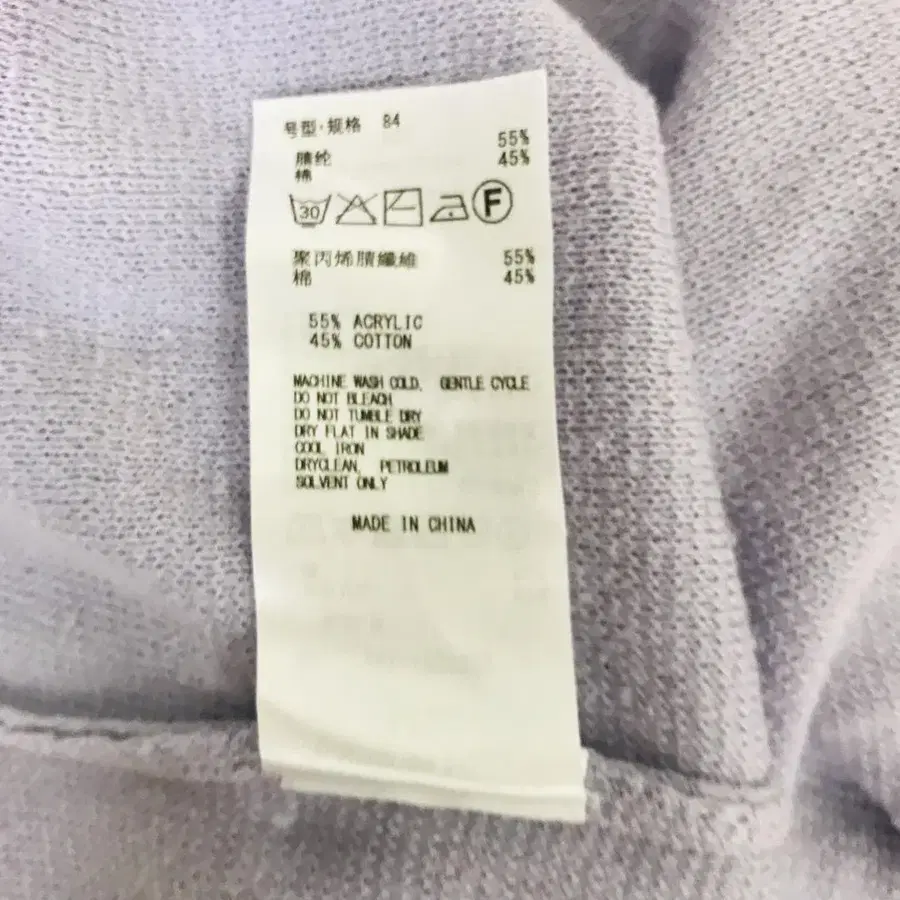 号型·规格 84
腈纶 55%
棉 45%
30 F
聚丙烯腈纖維 55%
棉 45%
55% ACRYLIC
45% COTTON
MACHINE WASH COLD, GENTLE CYCLE
DO NOT BLEACH
DO NOT TUMBLE DRY
DRY FLAT IN SHADE
COOL IRON
DRYCLEAN, PETROLEUM
SOLVENT ONLY
MADE IN CHINA